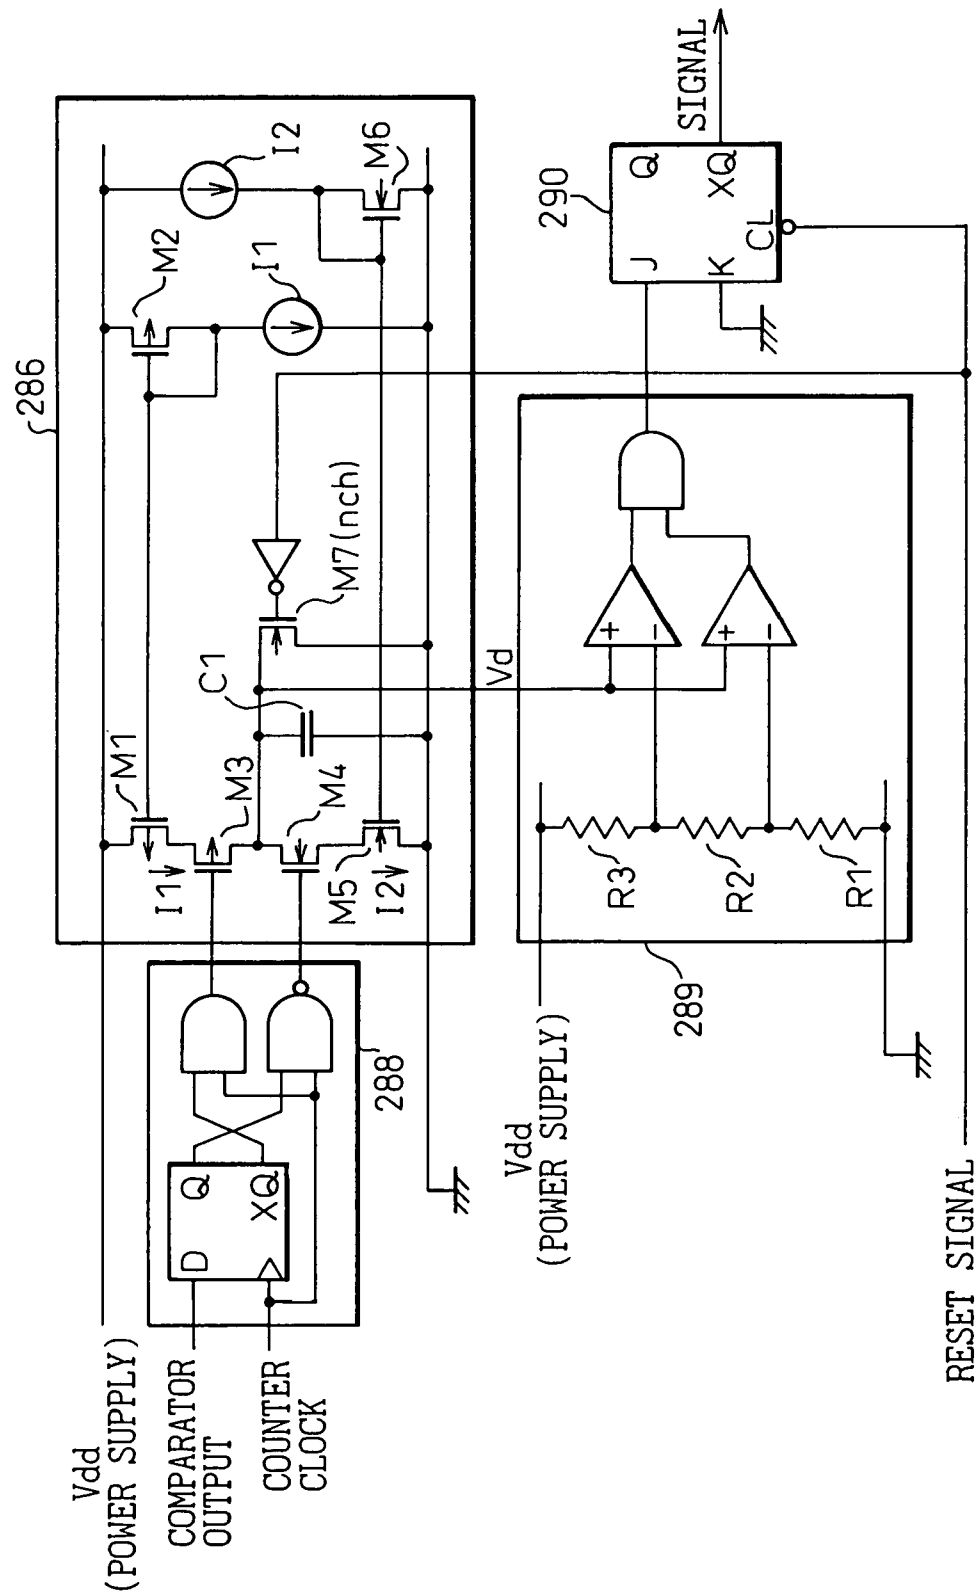 Vdd
(POWER SUPPLY)
COMPARATOR
OUTPUT
COUNTER
CLOCK
D
Q
XQ
288
286
M1
I1
M3
M4
M5
I2
C1
M7(nch)
M2
I1
I2
M6
Vd
Vdd
(POWER SUPPLY)
289
R3
R2
R1
+
−
+
−
290
J
Q
K
XQ
CL
SIGNAL
RESET SIGNAL